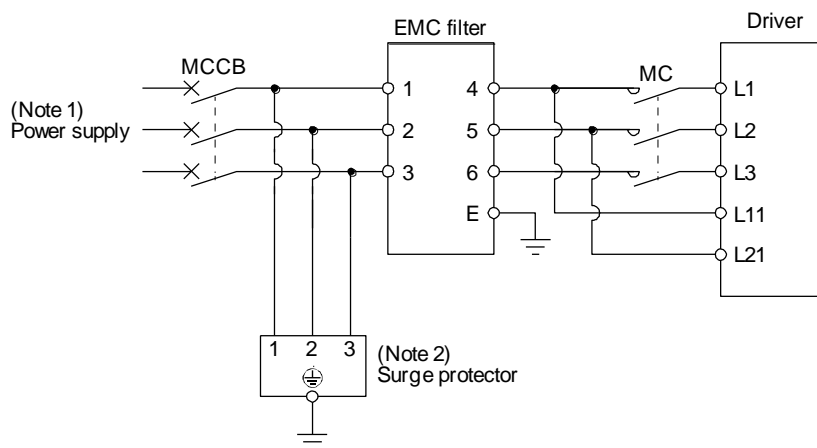 Driver
EMC filter
MCCB
MC
1
4
L1
(Note 1)
Power supply
2
5
L2
3
6
L3
E
L11
L21
1 2 3
(Note 2)
Surge protector